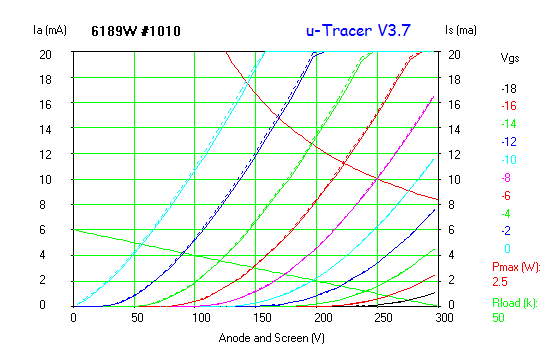 Ia (mA) 6189W #1010 u-Tracer V3.7 Is (ma)
20 20 Vgs
18 18 -18
16 16 -16
14 14 -14
12 12 -12
10 10 -10
8 8 -8
6 6 -6
4 4 -4
2 2 -2
0 0 0
0 50 100 150 200 250 300
Anode and Screen (V)
Pmax (W):
2.5
Rload (k):
50